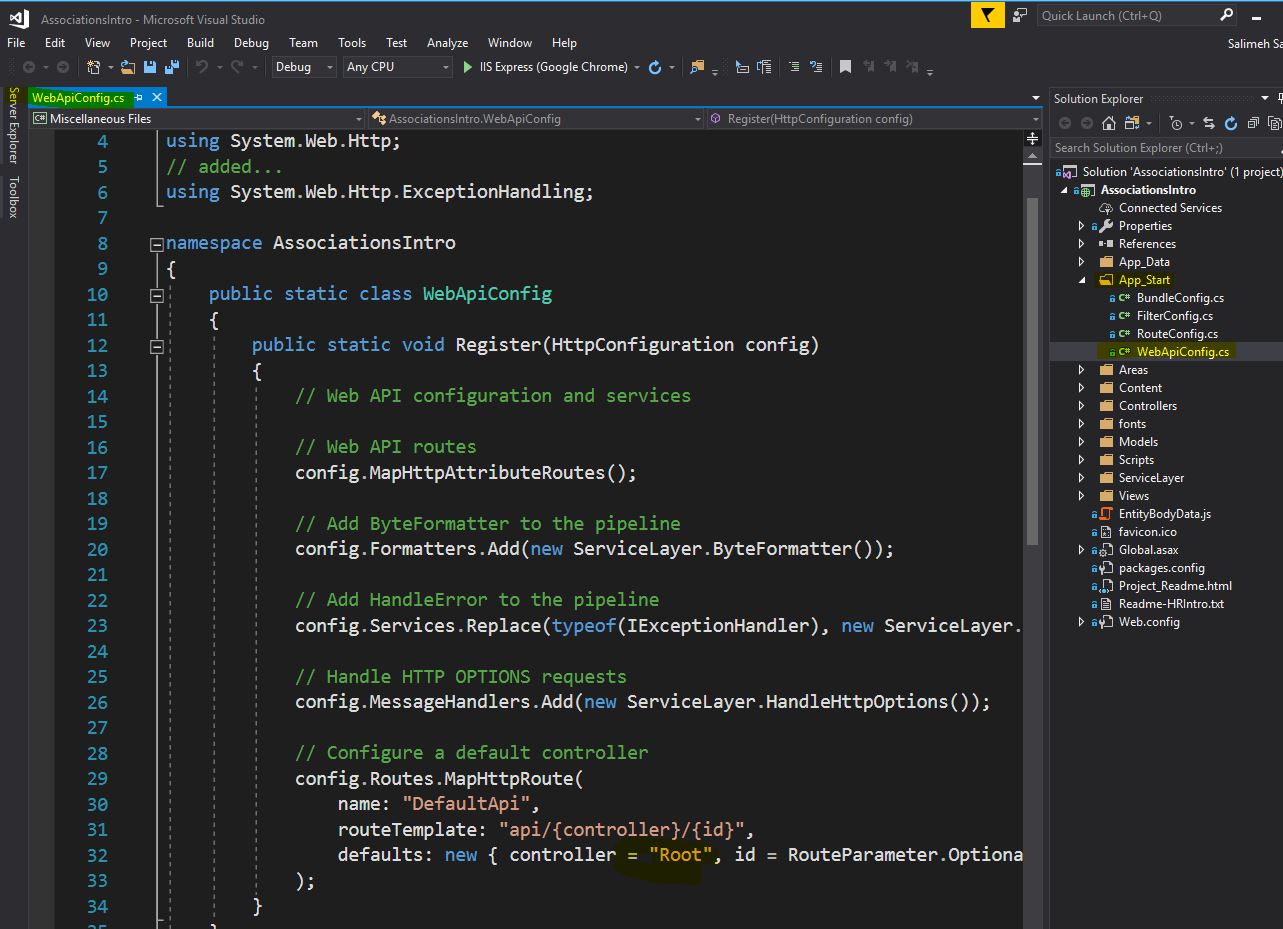 AssociationsIntro - Microsoft Visual Studio
Quick Launch (Ctrl+Q)
File Edit View Project Build Debug Team Tools Test Analyze Window Help
Salimeh Sa
Debug Any CPU IIS Express (Google Chrome)
Server Explorer
Toolbox
WebApiConfig.cs
C# Miscellaneous Files AssociationsIntro.WebApiConfig Register(HttpConfiguration config)
4 using System.Web.Http;
5 // added...
6 using System.Web.Http.ExceptionHandling;
7
8 namespace AssociationsIntro
9 {
10 public static class WebApiConfig
11 {
12 public static void Register(HttpConfiguration config)
13 {
14 // Web API configuration and services
15
16 // Web API routes
17 config.MapHttpAttributeRoutes();
18
19 // Add ByteFormatter to the pipeline
20 config.Formatters.Add(new ServiceLayer.ByteFormatter());
21
22 // Add HandleError to the pipeline
23 config.Services.Replace(typeof(IExceptionHandler), new ServiceLayer.
24
25 // Handle HTTP OPTIONS requests
26 config.MessageHandlers.Add(new ServiceLayer.HandleHttpOptions());
27
28 // Configure a default controller
29 config.Routes.MapHttpRoute(
30 name: "DefaultApi",
31 routeTemplate: "api/{controller}/{id}",
32 defaults: new { controller = "Root", id = RouteParameter.Optiona
33 );
34 }
Solution Explorer
Search Solution Explorer (Ctrl+;)
Solution 'AssociationsIntro' (1 project)
AssociationsIntro
Connected Services
Properties
References
App_Data
App_Start
C# BundleConfig.cs
C# FilterConfig.cs
C# RouteConfig.cs
C# WebApiConfig.cs
Areas
Content
Controllers
fonts
Models
Scripts
ServiceLayer
Views
EntityBodyData.js
favicon.ico
Global.asax
packages.config
Project_Readme.html
Readme-HRIntro.txt
Web.config